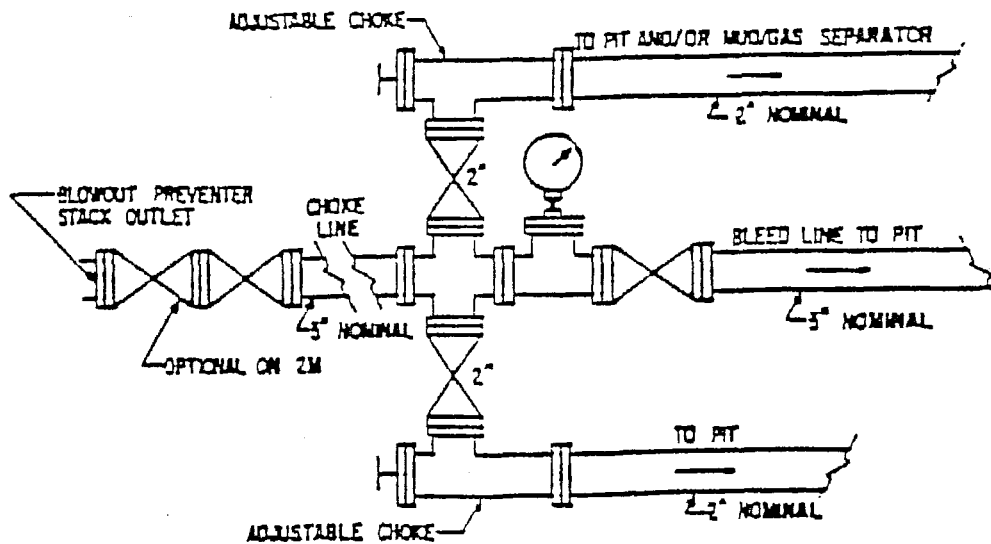 ADJUSTABLE CHOKE
TO PIT AND/OR MUD/GAS SEPARATOR
2" NOMINAL
2"
BLOWOUT PREVENTER
STACK OUTLET
CHOKE
LINE
BLEED LINE TO PIT
3" NOMINAL
3" NOMINAL
OPTIONAL ON 2M
2"
TO PIT
2" NOMINAL
ADJUSTABLE CHOKE